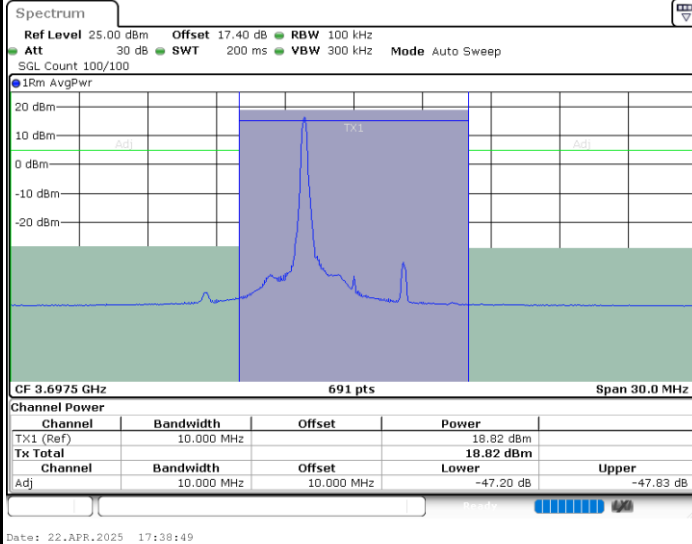 Spectrum
Ref Level 25.00 dBm Offset 17.40 dB RBW 100 kHz
Att 30 dB SWT 200 ms VBW 300 kHz Mode Auto Sweep
SGL Count 100/100
1Rm AvgPwr
20 dBm
TX1
10 dBm
Adj Adj
0 dBm
-10 dBm
-20 dBm
CF 3.6975 GHz 691 pts Span 30.0 MHz
Channel Power
Channel Bandwidth Offset Power
TX1 (Ref) 10.000 MHz 18.82 dBm
Tx Total 18.82 dBm
Channel Bandwidth Offset Lower Upper
Adj 10.000 MHz 10.000 MHz -47.20 dB -47.83 dB
Ready
Date: 22.APR.2025 17:38:49